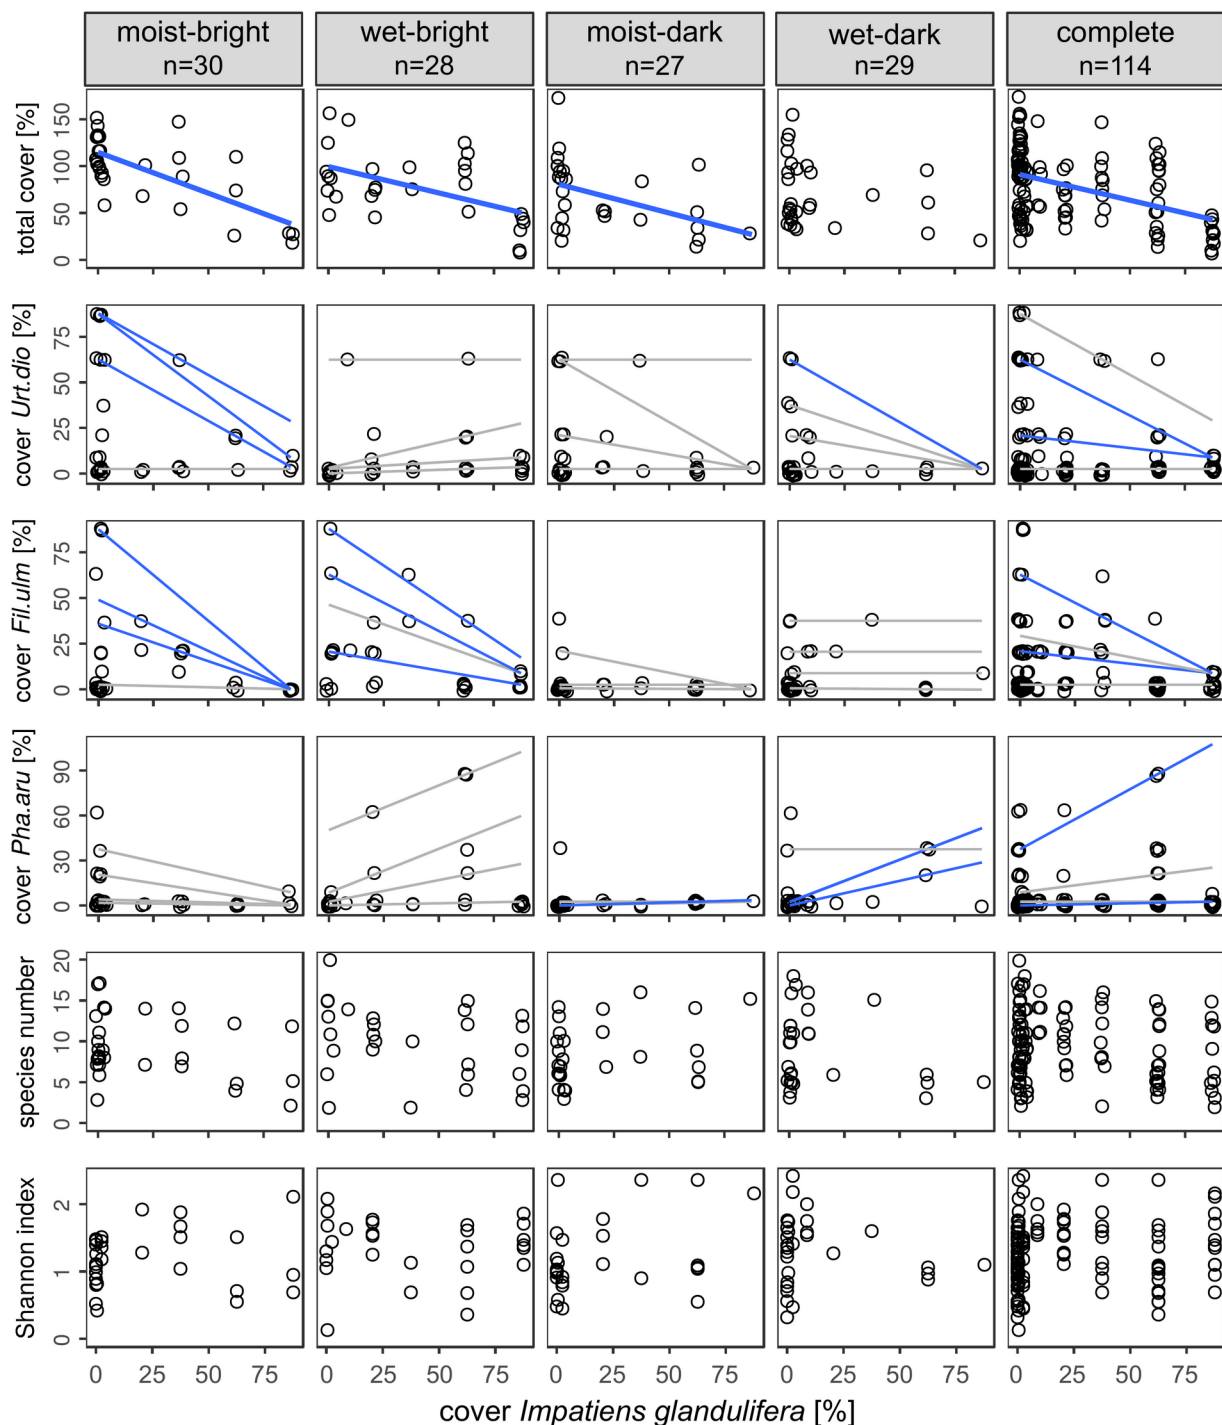 moist-bright wet-bright moist-dark wet-dark complete
n=30 n=28 n=27 n=29 n=114
total cover [%]
150
100
50
0
cover Urt.dio [%]
75
50
25
0
cover Fil.ulm [%]
75
50
25
0
cover Pha.aru [%]
90
60
30
0
species number
20
15
10
5
0
Shannon index
2
1
0
0 25 50 75 0 25 50 75 0 25 50 75 0 25 50 75 0 25 50 75
cover Impatiens glandulifera [%]